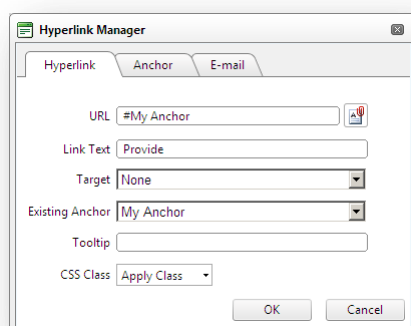 Hyperlink Manager
Hyperlink Anchor E-mail
URL #My Anchor
Link Text Provide
Target None
Existing Anchor My Anchor
Tooltip
CSS Class Apply Class
OK Cancel